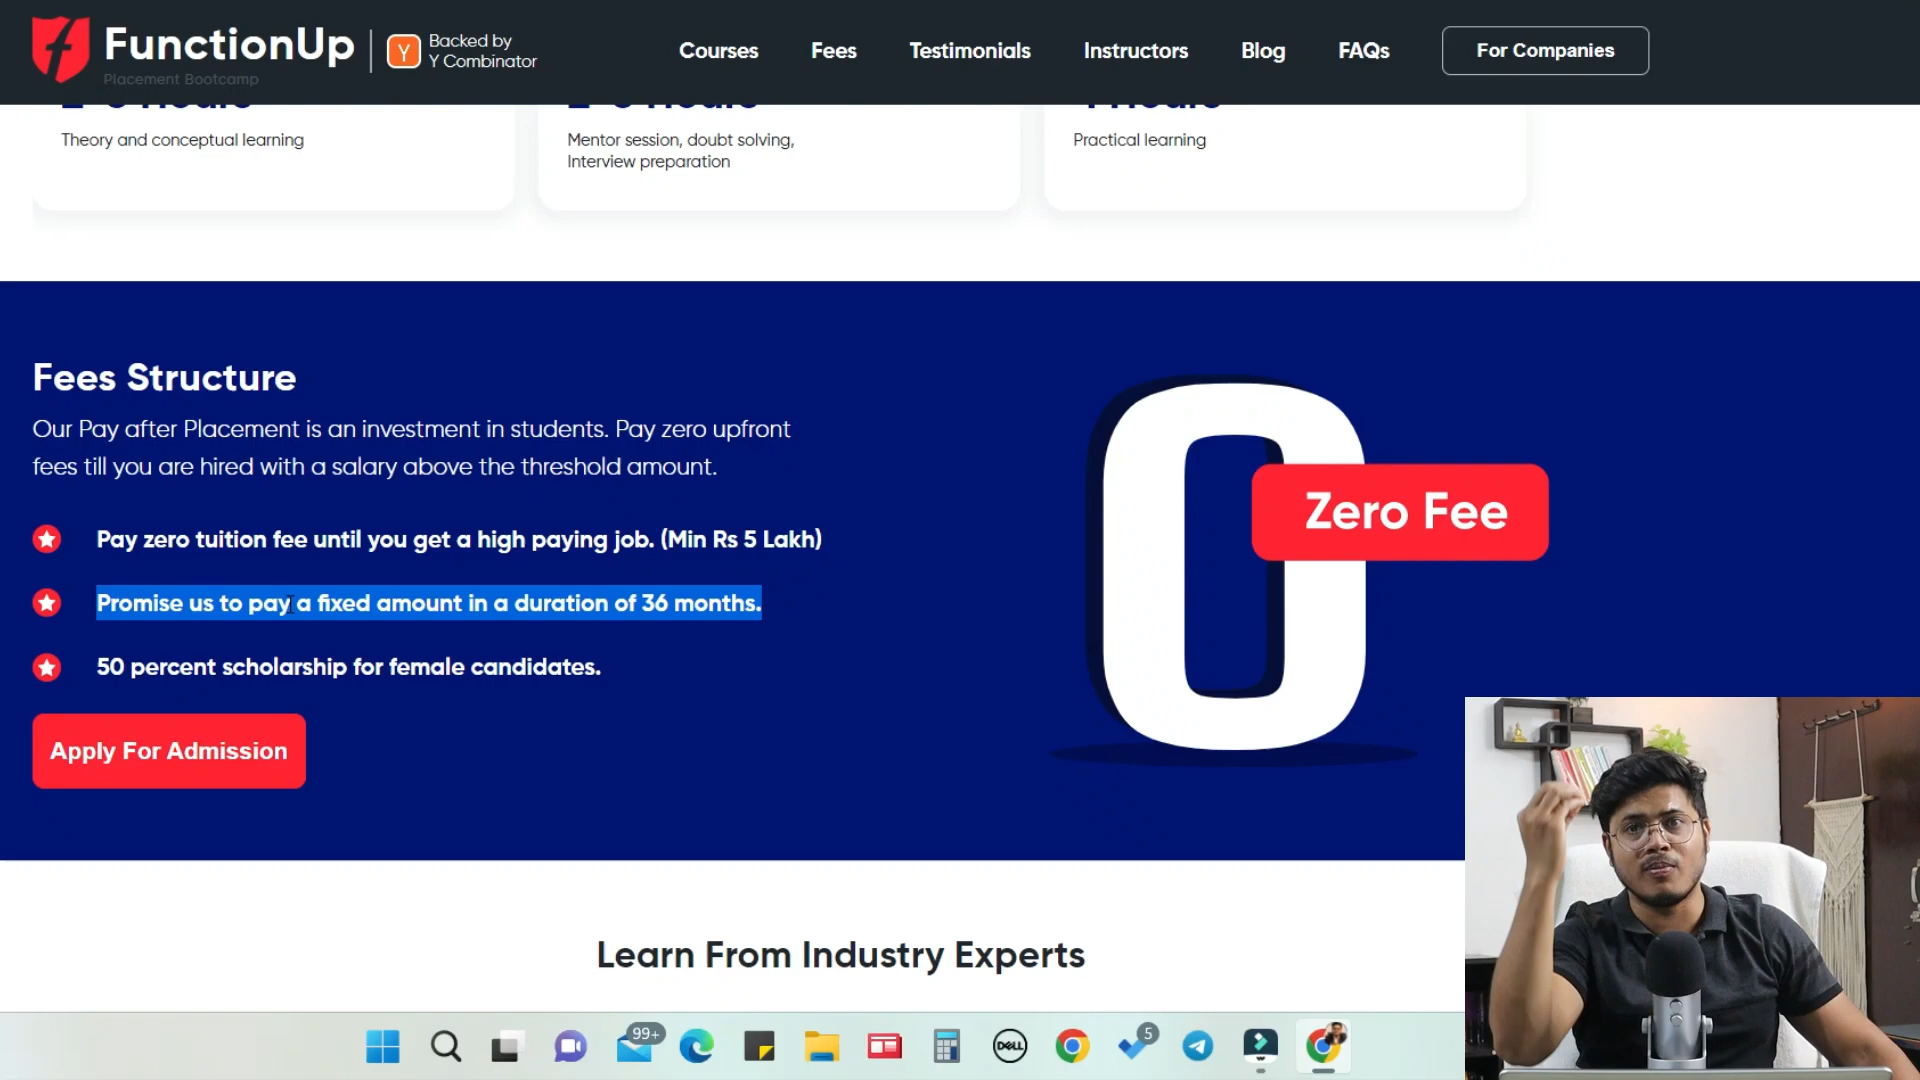 FunctionUp
Placement Bootcamp
Backed by
Y Combinator
Y
Courses
Fees
Testimonials
Instructors
Blog
FAQs
For Companies
Theory and conceptual learning
Mentor session, doubt solving,
Interview preparation
Practical learning
Fees Structure
Our Pay after Placement is an investment in students. Pay zero upfront
fees till you are hired with a salary above the threshold amount.
Pay zero tuition fee until you get a high paying job. (Min Rs 5 Lakh)
Promise us to pay a fixed amount in a duration of 36 months.
50 percent scholarship for female candidates.
Apply For Admission
0
Zero Fee
Learn From Industry Experts
99+
DELL
5